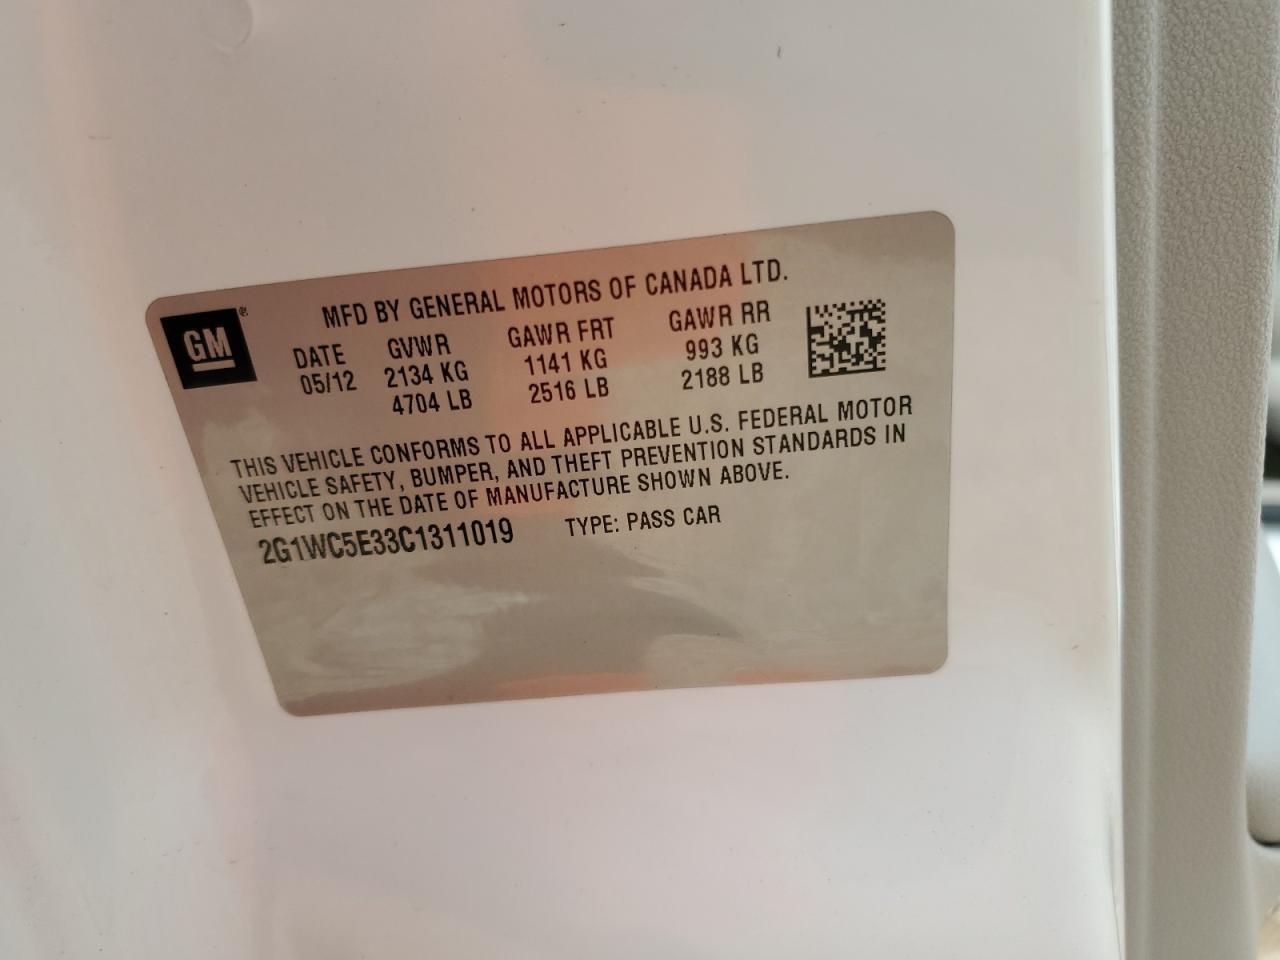 MFD BY GENERAL MOTORS OF CANADA LTD.
GM®
DATE GVWR GAWR FRT GAWR RR
05/12 2134 KG 1141 KG 993 KG
4704 LB 2516 LB 2188 LB
THIS VEHICLE CONFORMS TO ALL APPLICABLE U.S. FEDERAL MOTOR
VEHICLE SAFETY, BUMPER, AND THEFT PREVENTION STANDARDS IN
EFFECT ON THE DATE OF MANUFACTURE SHOWN ABOVE.
2G1WC5E33C1311019 TYPE: PASS CAR